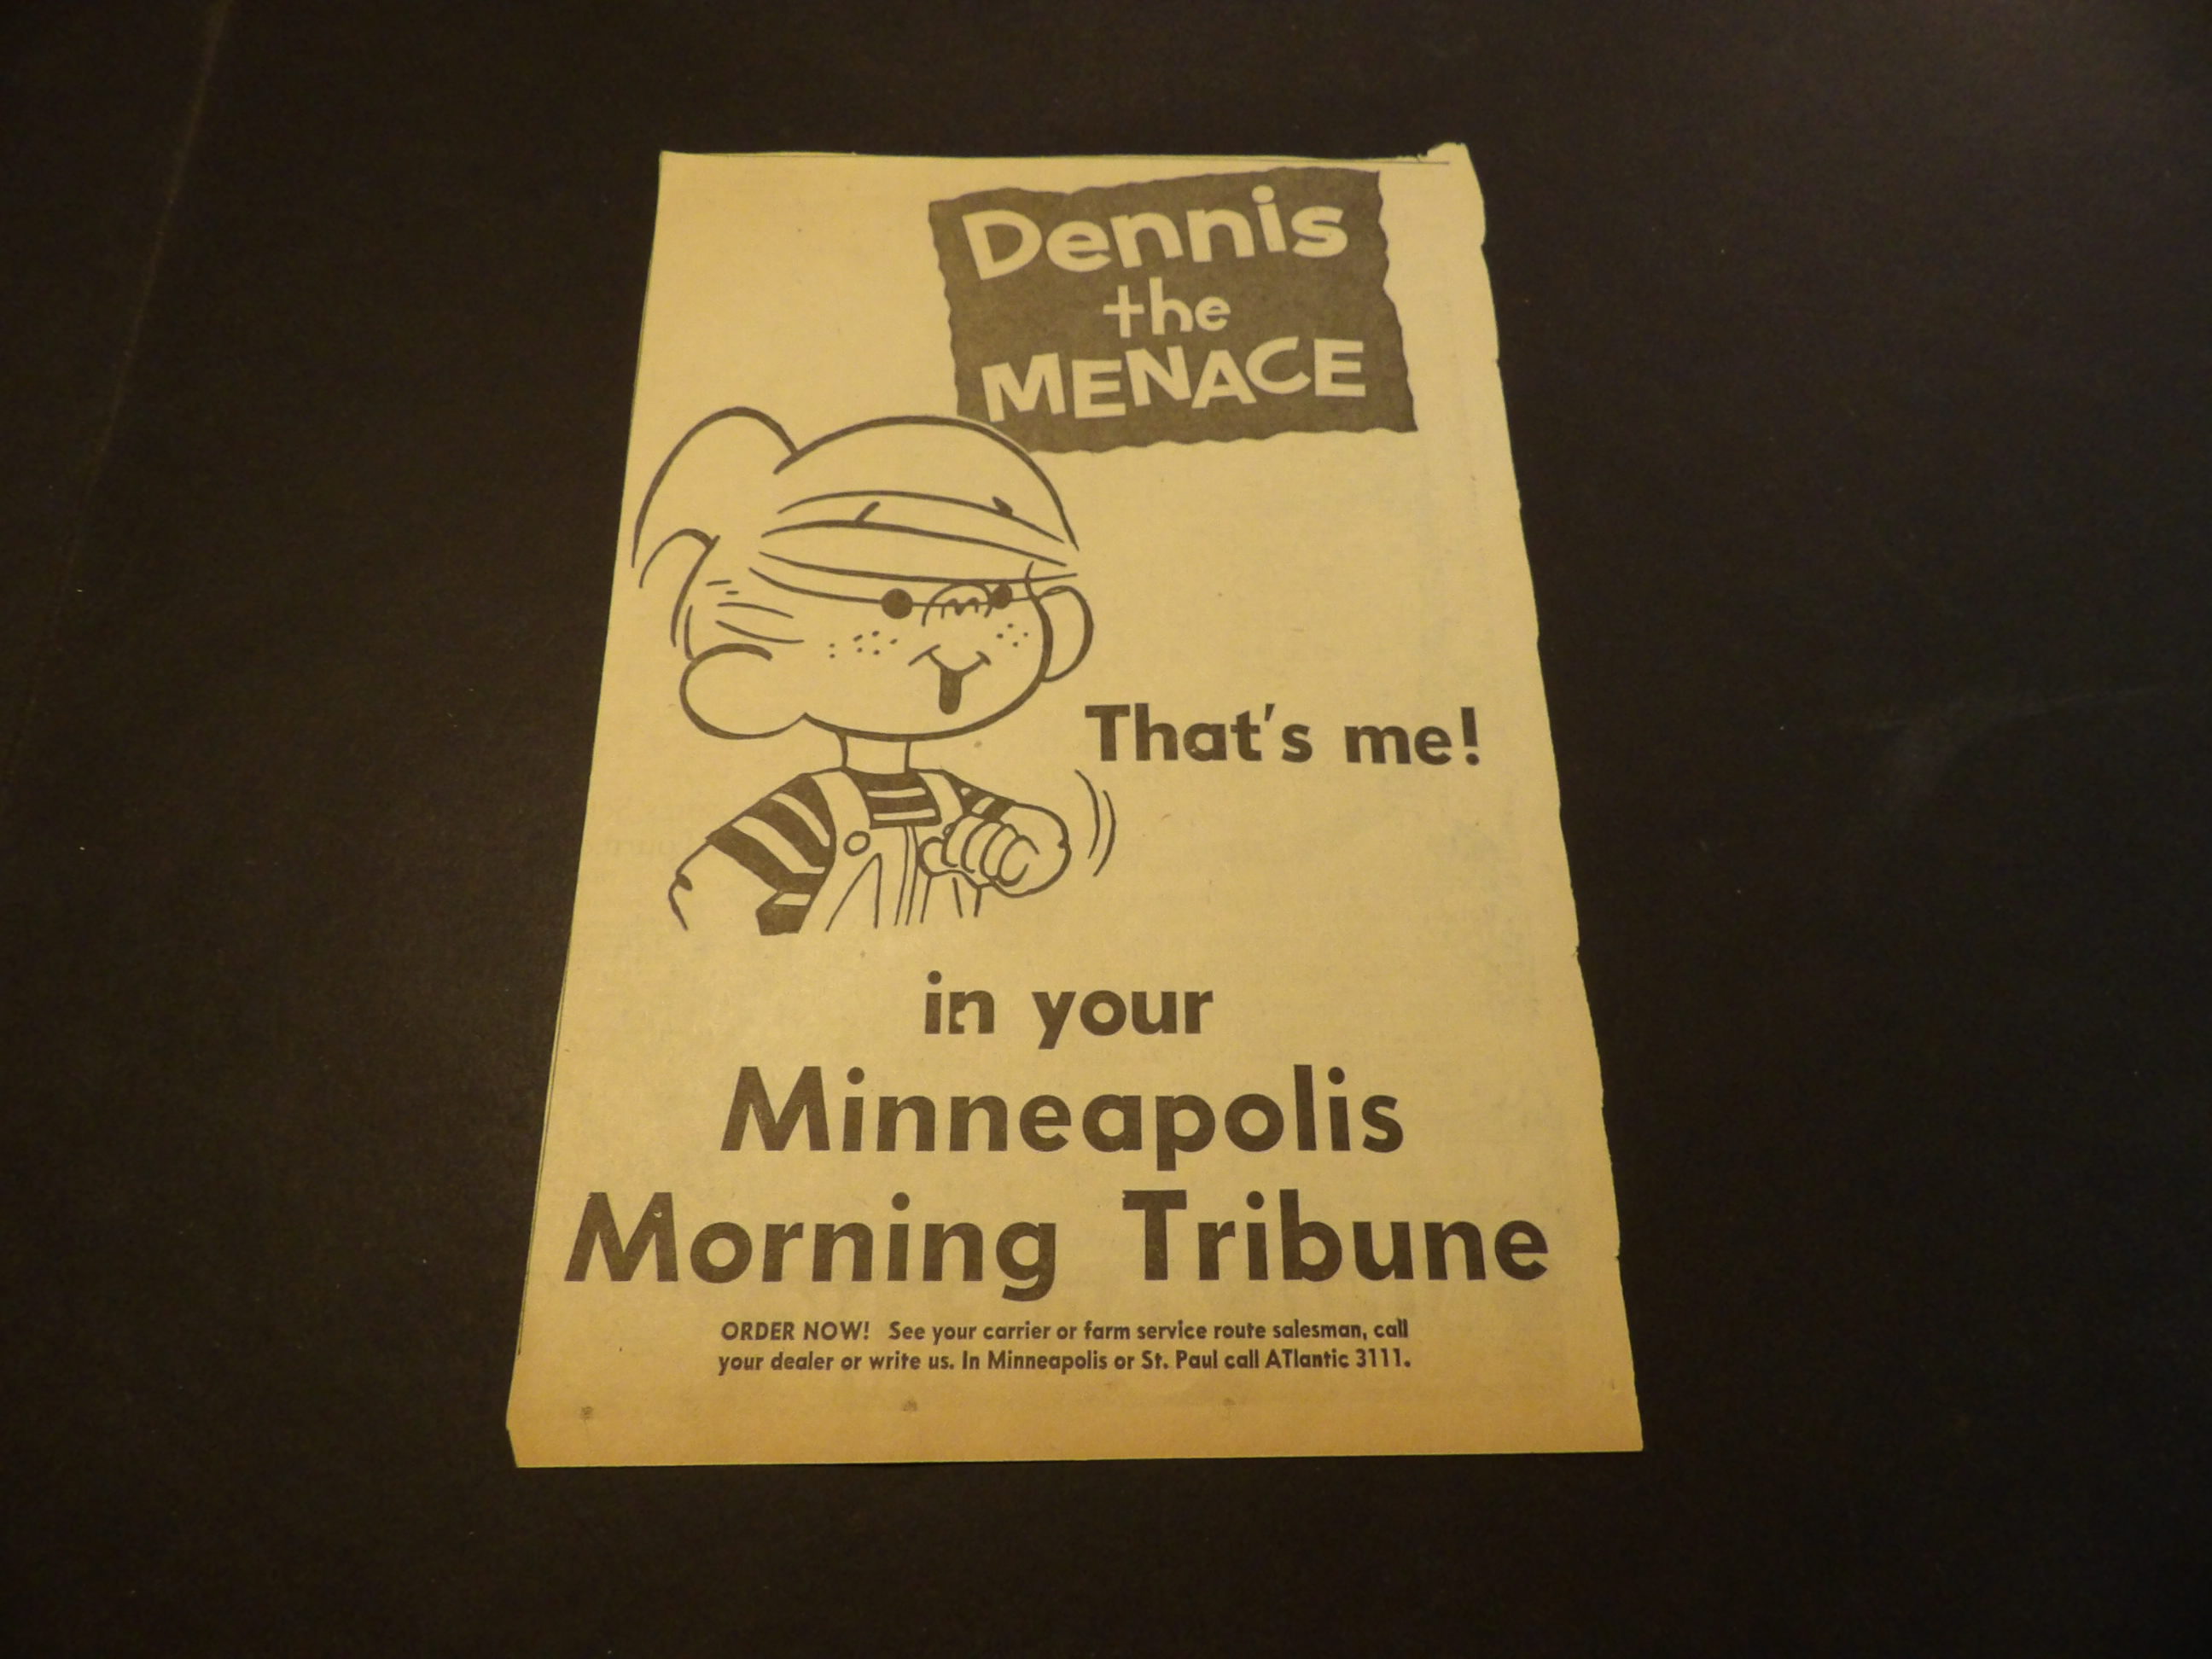 Dennis
the
MENACE
That's me!
in your
Minneapolis
Morning Tribune
ORDER NOW! See your carrier or farm service route salesman, call
your dealer or write us. In Minneapolis or St. Paul call ATlantic 3111.